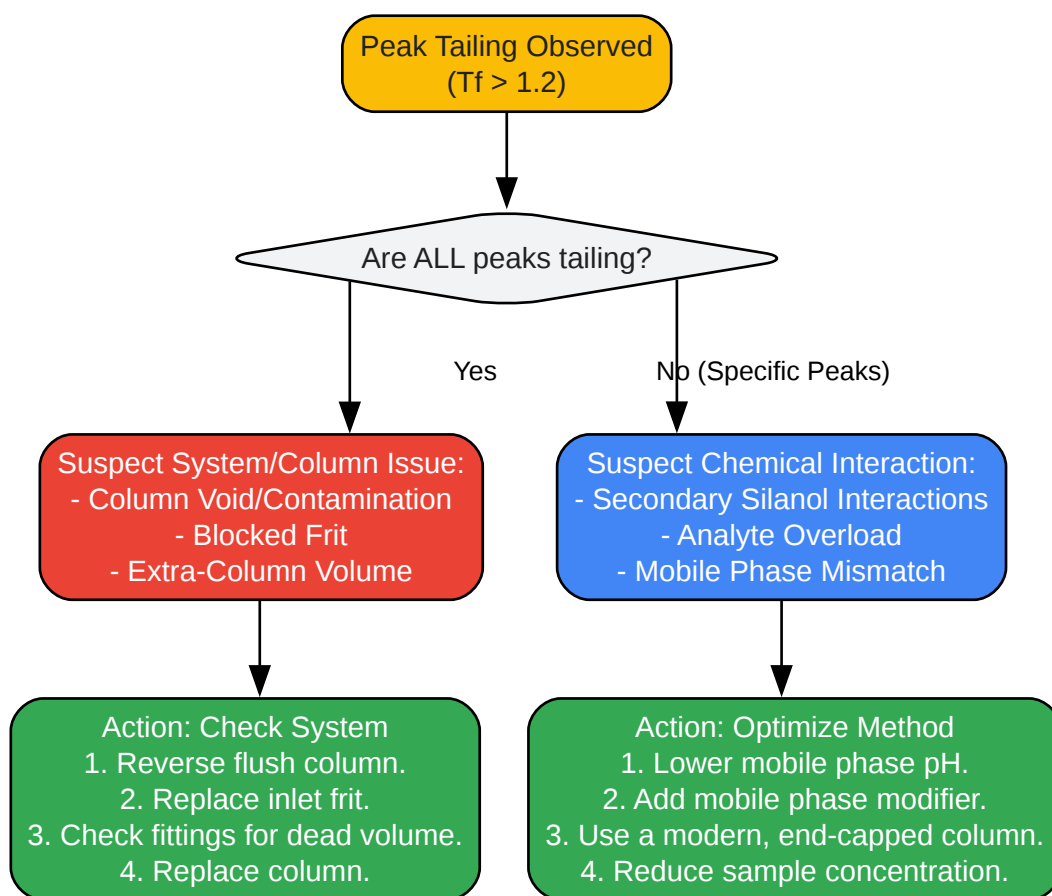 Peak Tailing Observed
(Tf > 1.2)
Are ALL peaks tailing?
Yes
No (Specific Peaks)
Suspect System/Column Issue:
- Column Void/Contamination
- Blocked Frit
- Extra-Column Volume
Suspect Chemical Interaction:
- Secondary Silanol Interactions
- Analyte Overload
- Mobile Phase Mismatch
Action: Check System
1. Reverse flush column.
2. Replace inlet frit.
3. Check fittings for dead volume.
4. Replace column.
Action: Optimize Method
1. Lower mobile phase pH.
2. Add mobile phase modifier.
3. Use a modern, end-capped column.
4. Reduce sample concentration.